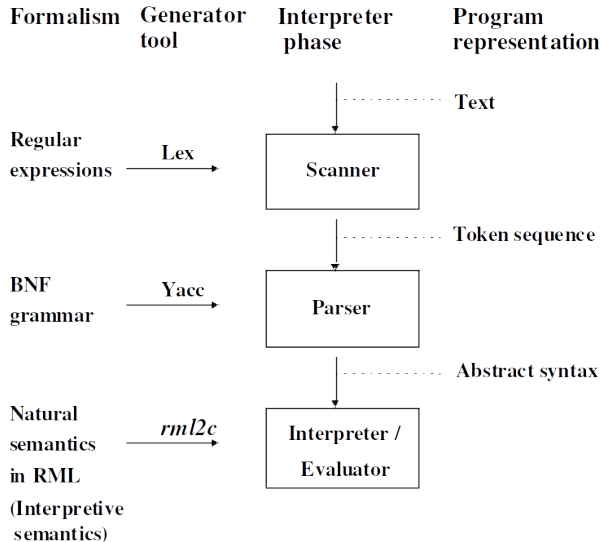 Formalism Generator tool Interpreter phase Program representation
Text
Regular expressions
Lex
Scanner
Token sequence
BNF grammar
Yacc
Parser
Abstract syntax
Natural semantics in RML
(Interpretive semantics)
rml2c
Interpreter / Evaluator